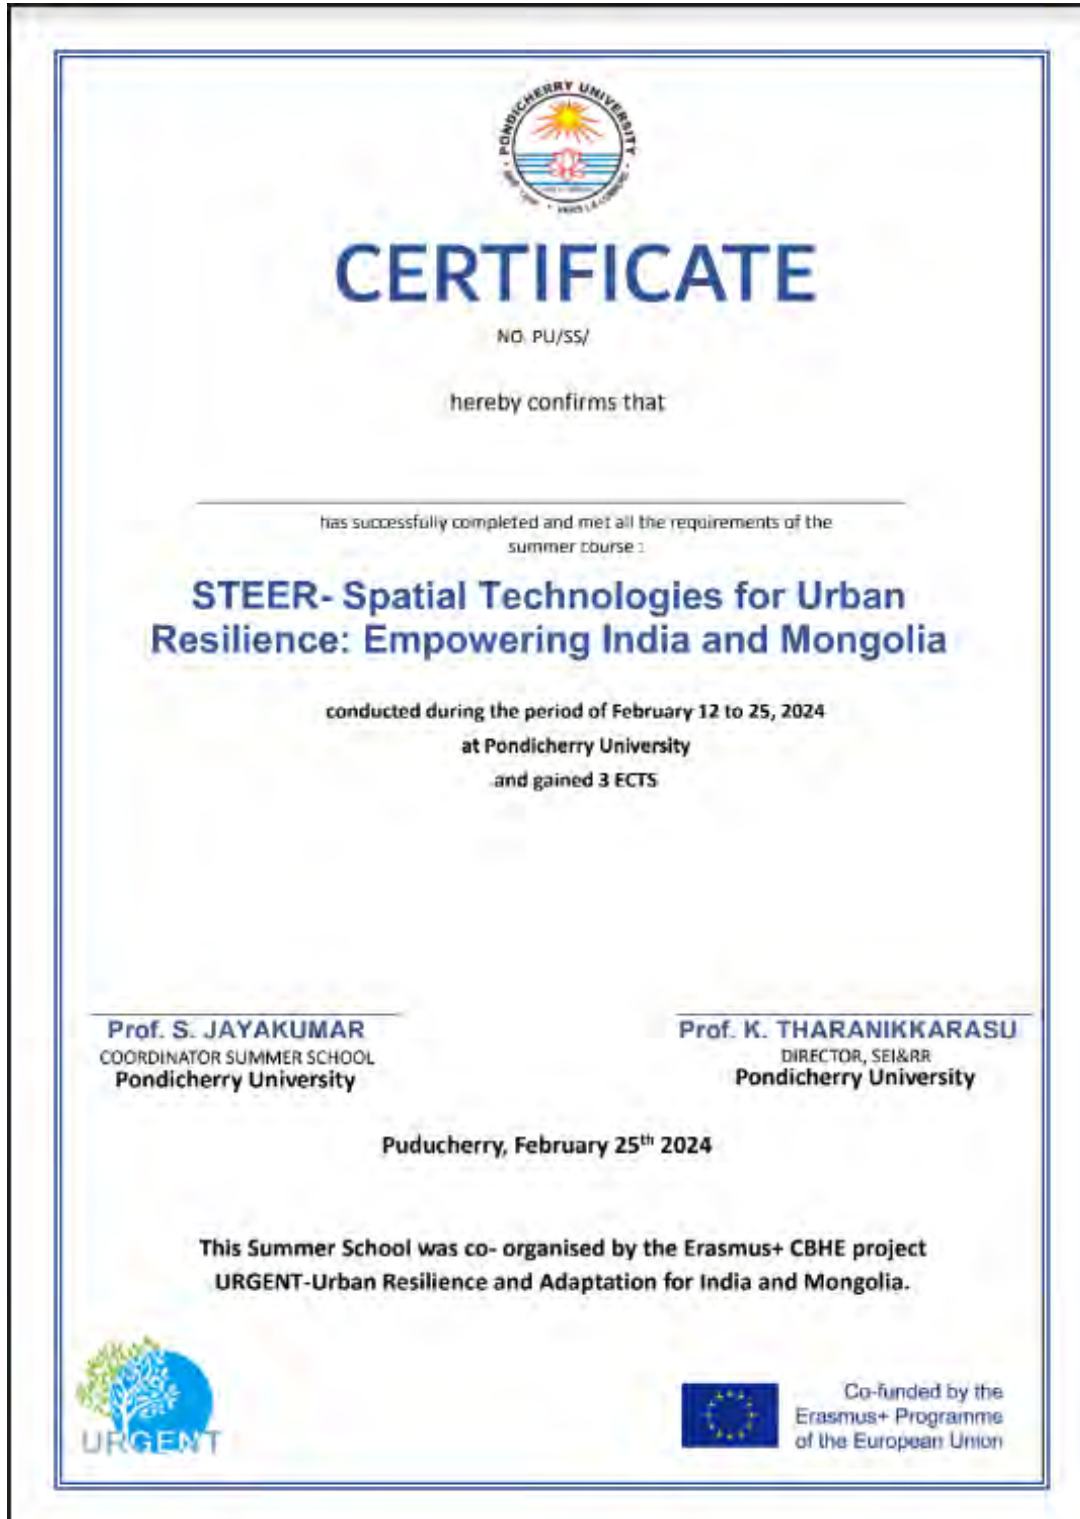 PONDICHERRY UNIVERSITY
CERTIFICATE
NO. PU/SS/
hereby confirms that
has successfully completed and met all the requirements of the
summer course :
STEER- Spatial Technologies for Urban
Resilience: Empowering India and Mongolia
conducted during the period of February 12 to 25, 2024
at Pondicherry University
and gained 3 ECTS
Prof. S. JAYAKUMAR
COORDINATOR SUMMER SCHOOL
Pondicherry University
Prof. K. THARANIKKARASU
DIRECTOR, SEI&RR
Pondicherry University
Puducherry, February 25th 2024
This Summer School was co- organised by the Erasmus+ CBHE project
URGENT-Urban Resilience and Adaptation for India and Mongolia.
URGENT
Co-funded by the
Erasmus+ Programme
of the European Union